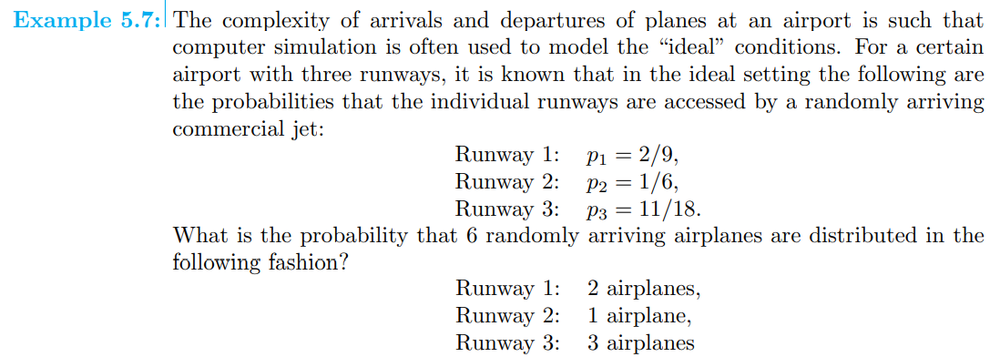 Example 5.7: The complexity of arrivals and departures of planes at an airport is such that
computer simulation is often used to model the “ideal” conditions. For a certain
airport with three runways, it is known that in the ideal setting the following are
the probabilities that the individual runways are accessed by a randomly arriving
commercial jet:
Runway 1: p₁ = 2/9,
Runway 2: p₂ = 1/6,
Runway 3: p₃ = 11/18.
What is the probability that 6 randomly arriving airplanes are distributed in the
following fashion?
Runway 1: 2 airplanes,
Runway 2: 1 airplane,
Runway 3: 3 airplanes